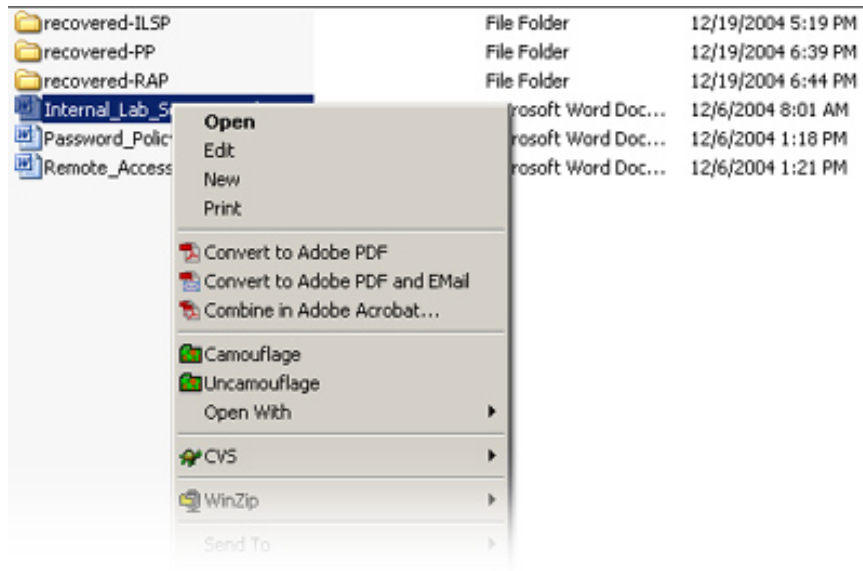 recovered-ILSP File Folder 12/19/2004 5:19 PM
recovered-PP File Folder 12/19/2004 6:39 PM
recovered-RAP File Folder 12/19/2004 6:44 PM
Internal_Lab_S rosoft Word Doc... 12/6/2004 8:01 AM
Password_Polic rosoft Word Doc... 12/6/2004 1:18 PM
Remote_Access rosoft Word Doc... 12/6/2004 1:21 PM
Open
Edit
New
Print
Convert to Adobe PDF
Convert to Adobe PDF and EMail
Combine in Adobe Acrobat...
Camouflage
Uncamouflage
Open With
CVS
WinZip
Send To